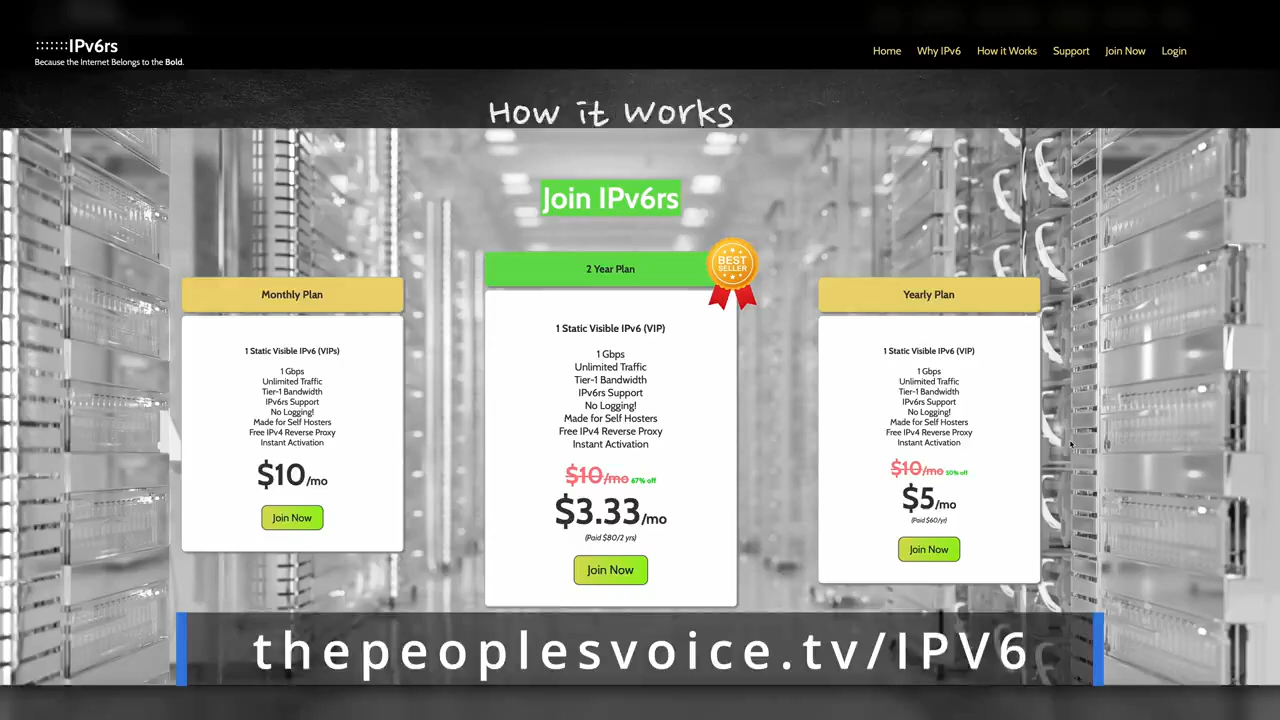 :::::::IPv6rs
Because the Internet Belongs to the Bold.
Home Why IPv6 How it Works Support Join Now Login
How it Works
Join IPv6rs
Monthly Plan
1 Static Visible IPv6 (VIPs)
1 Gbps
Unlimited Traffic
Tier-1 Bandwidth
IPv6rs Support
No Logging!
Made for Self Hosters
Free IPv4 Reverse Proxy
Instant Activation
$10/mo
Join Now
2 Year Plan
BEST
SELLER
1 Static Visible IPv6 (VIP)
1 Gbps
Unlimited Traffic
Tier-1 Bandwidth
IPv6rs Support
No Logging!
Made for Self Hosters
Free IPv4 Reverse Proxy
Instant Activation
$10/mo 67% off
$3.33/mo
(Paid $80/2 yrs)
Join Now
Yearly Plan
1 Static Visible IPv6 (VIP)
1 Gbps
Unlimited Traffic
Tier-1 Bandwidth
IPv6rs Support
No Logging!
Made for Self Hosters
Free IPv4 Reverse Proxy
Instant Activation
$10/mo 50% off
$5/mo
(Paid $60/yr)
Join Now
thepeoplesvoice.tv/IPV6